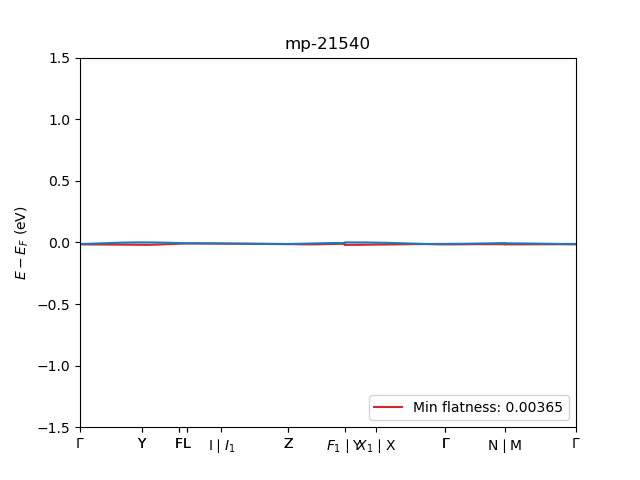 mp-21540
E − E_F (eV)
1.5
1.0
0.5
0.0
−0.5
−1.0
−1.5
Min flatness: 0.00365
Γ Y F L I | I₁ Z F₁ | Y X₁ | X Γ N | M Γ